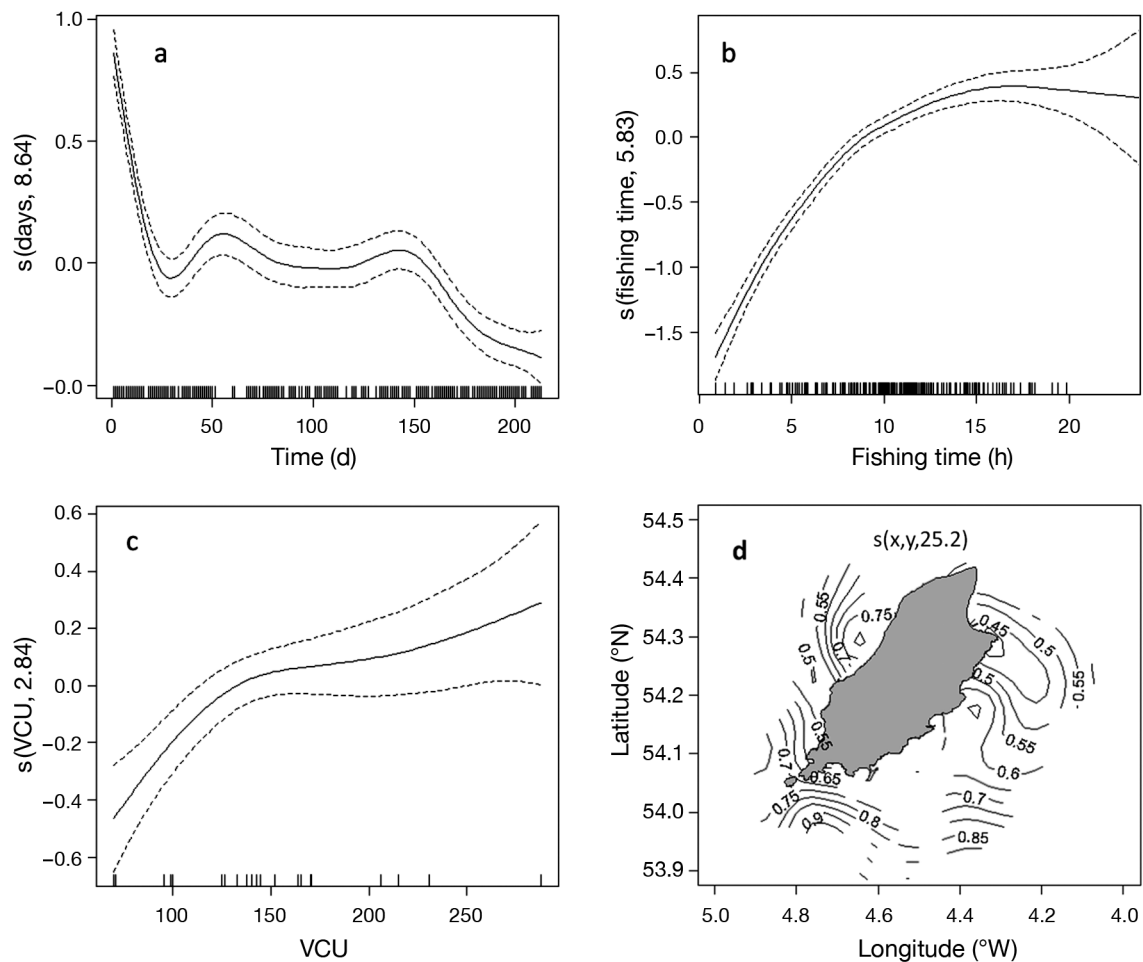 a
1.0
0.5
0.0
−0.0
s(days, 8.64)
0 50 100 150 200
Time (d)
b
0.5
0.0
−0.5
−1.0
−1.5
s(fishing time, 5.83)
0 5 10 15 20
Fishing time (h)
c
0.6
0.4
0.2
0.0
−0.2
−0.4
−0.6
s(VCU, 2.84)
100 150 200 250
VCU
d
s(x,y,25.2)
54.5
54.4
54.3
54.2
54.1
54.0
53.9
Latitude (°N)
0.55
0.75
0.7
0.5
0.45
0.5
0.5
0.55
0.55
0.55
0.6
0.7
0.65
0.75
0.8
0.9
0.7
0.85
5.0 4.8 4.6 4.4 4.2 4.0
Longitude (°W)